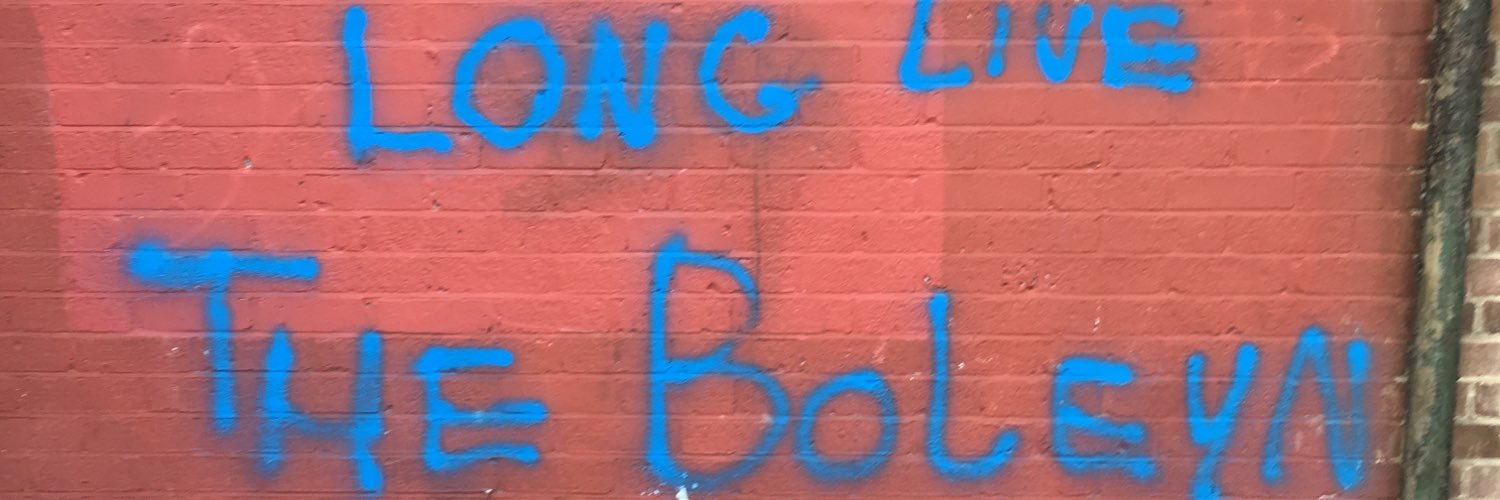 LONG LIVE
THE BOLEYN